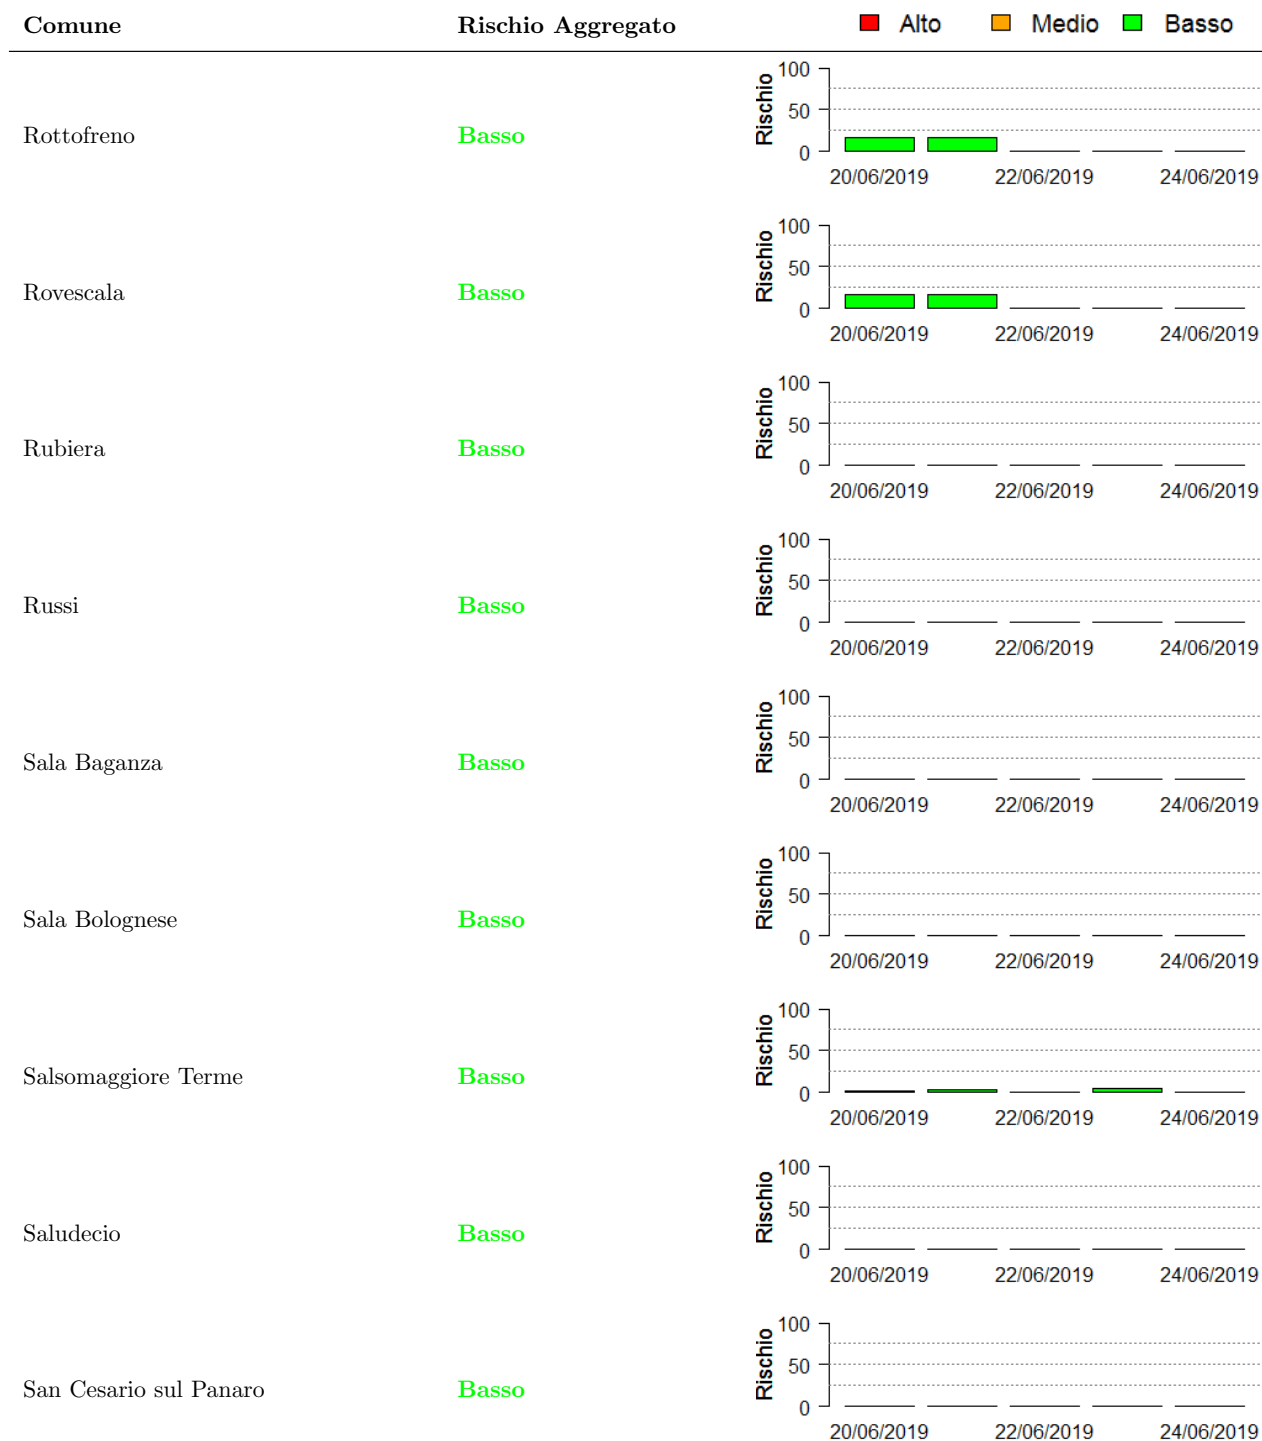 Comune Rischio Aggregato Alto Medio Basso
100
50
0
Rischio
Rottofreno Basso
20/06/2019 22/06/2019 24/06/2019
100
50
0
Rischio
Rovescala Basso
20/06/2019 22/06/2019 24/06/2019
100
50
0
Rischio
Rubiera Basso
20/06/2019 22/06/2019 24/06/2019
100
50
0
Rischio
Russi Basso
20/06/2019 22/06/2019 24/06/2019
100
50
0
Rischio
Sala Baganza Basso
20/06/2019 22/06/2019 24/06/2019
100
50
0
Rischio
Sala Bolognese Basso
20/06/2019 22/06/2019 24/06/2019
100
50
0
Rischio
Salsomaggiore Terme Basso
20/06/2019 22/06/2019 24/06/2019
100
50
0
Rischio
Saludecio Basso
20/06/2019 22/06/2019 24/06/2019
100
50
0
Rischio
San Cesario sul Panaro Basso
20/06/2019 22/06/2019 24/06/2019